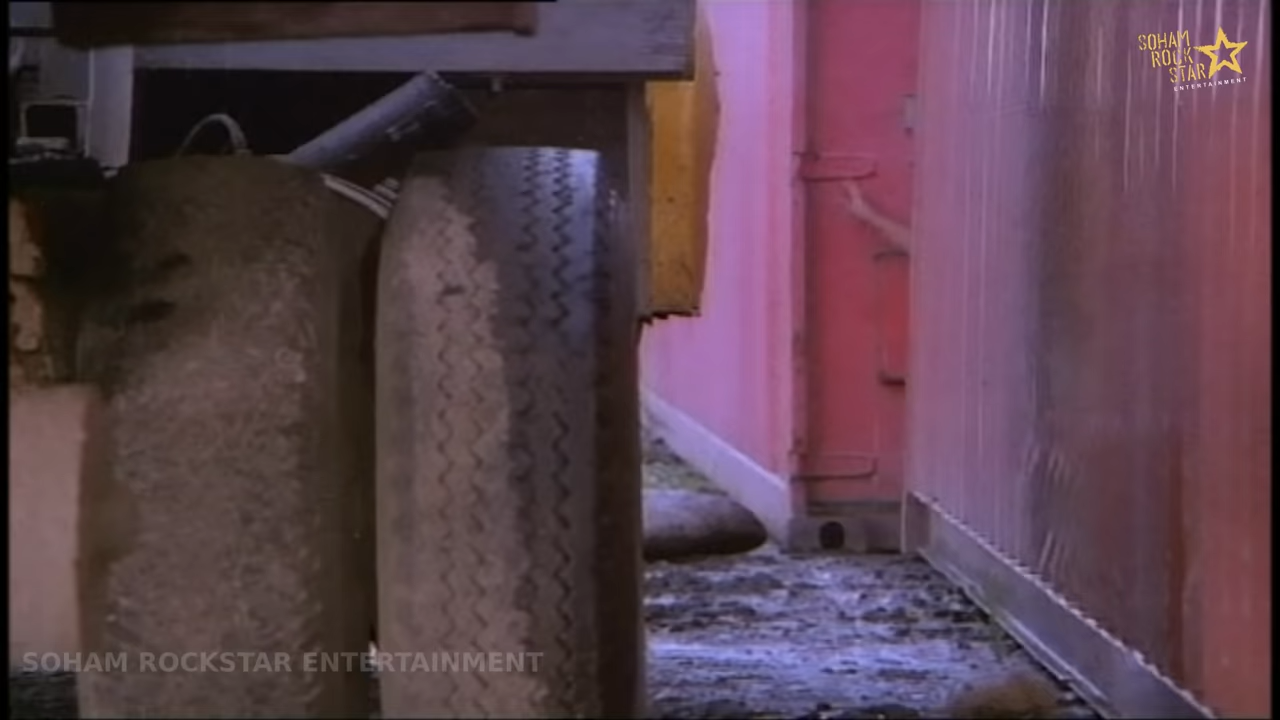 SOHAM
ROCK
STAR
ENTERTAINMENT
SOHAM ROCKSTAR ENTERTAINMENT